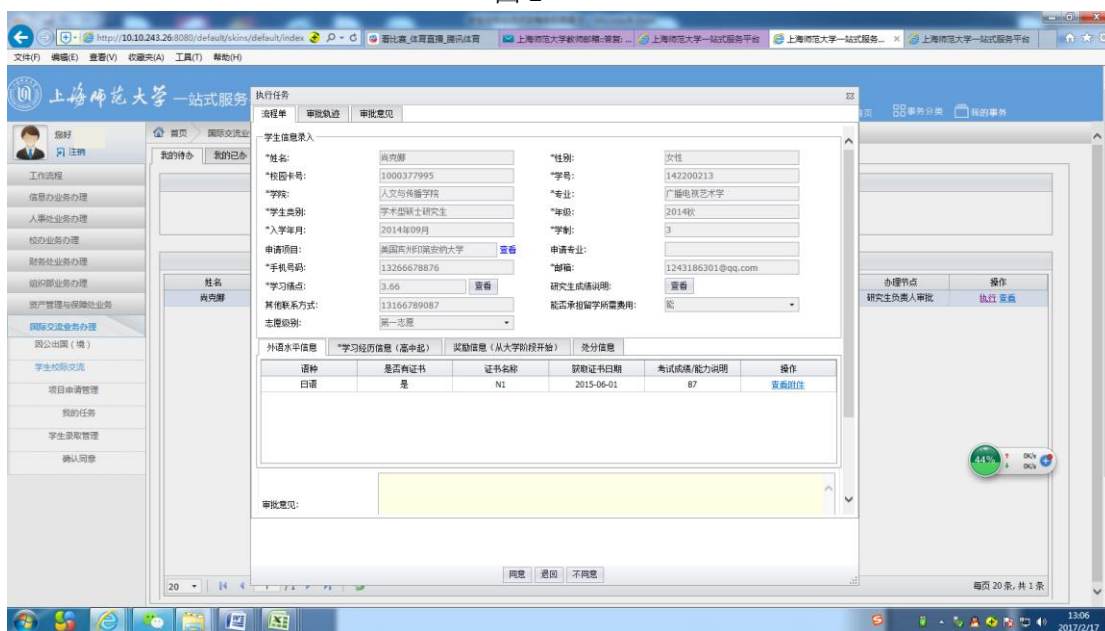 http://10.10.243.26:8080/default/skins/default/index
看比赛_体育直播_腾讯体育
上海师范大学教师邮箱:答复: ...
上海师范大学一站式服务平台
上海师范大学一站式服务...
上海师范大学一站式服务平台
文件(F) 编辑(E) 查看(V) 收藏夹(A) 工具(T) 帮助(H)
上海师范大学 一站式服务
事务分类 我的事务
您好
注销
首页 国际交流业
我的待办 我的已办
工作流程
信息办业务办理
人事处业务办理
校办业务办理
财务处业务办理
组织部业务办理
资产管理与保障处业务
国际交流业务办理
因公出国(境)
学生校际交流
项目申请管理
我的任务
学生录取管理
确认同意
姓名
肖克娜
办理节点 操作
研究生负责人审批 执行 查看
执行任务
流程单 审批轨迹 审批意见
学生信息录入
*姓名: 肖克娜 *性别: 女性
*校园卡号: 1000377995 *学号: 142200213
*学院: 人文与传播学院 *专业: 广播电视艺术学
*学生类别: 学术型硕士研究生 *年级: 2014秋
*入学年月: 2014年09月 *学制: 3
申请项目: 美国宾州印第安纳大学 查看 申请专业:
*手机号码: 13266678876 *邮箱: 1243186301@qq.com
*学习绩点: 3.66 查看 研究生成绩说明: 查看
其他联系方式: 13166789087 能否承担留学所需费用: 能
志愿级别: 第一志愿
外语水平信息 *学习经历信息(高中起) 奖励信息(从大学阶段开始) 处分信息
语种 是否有证书 证书名称 获取证书日期 考试成绩/能力说明 操作
日语 是 N1 2015-06-01 87 查看附件
审批意见:
同意 退回 不同意
20
每页 20 条, 共 1 条
44% 0K/s
0K/s
13:06
2017/2/17